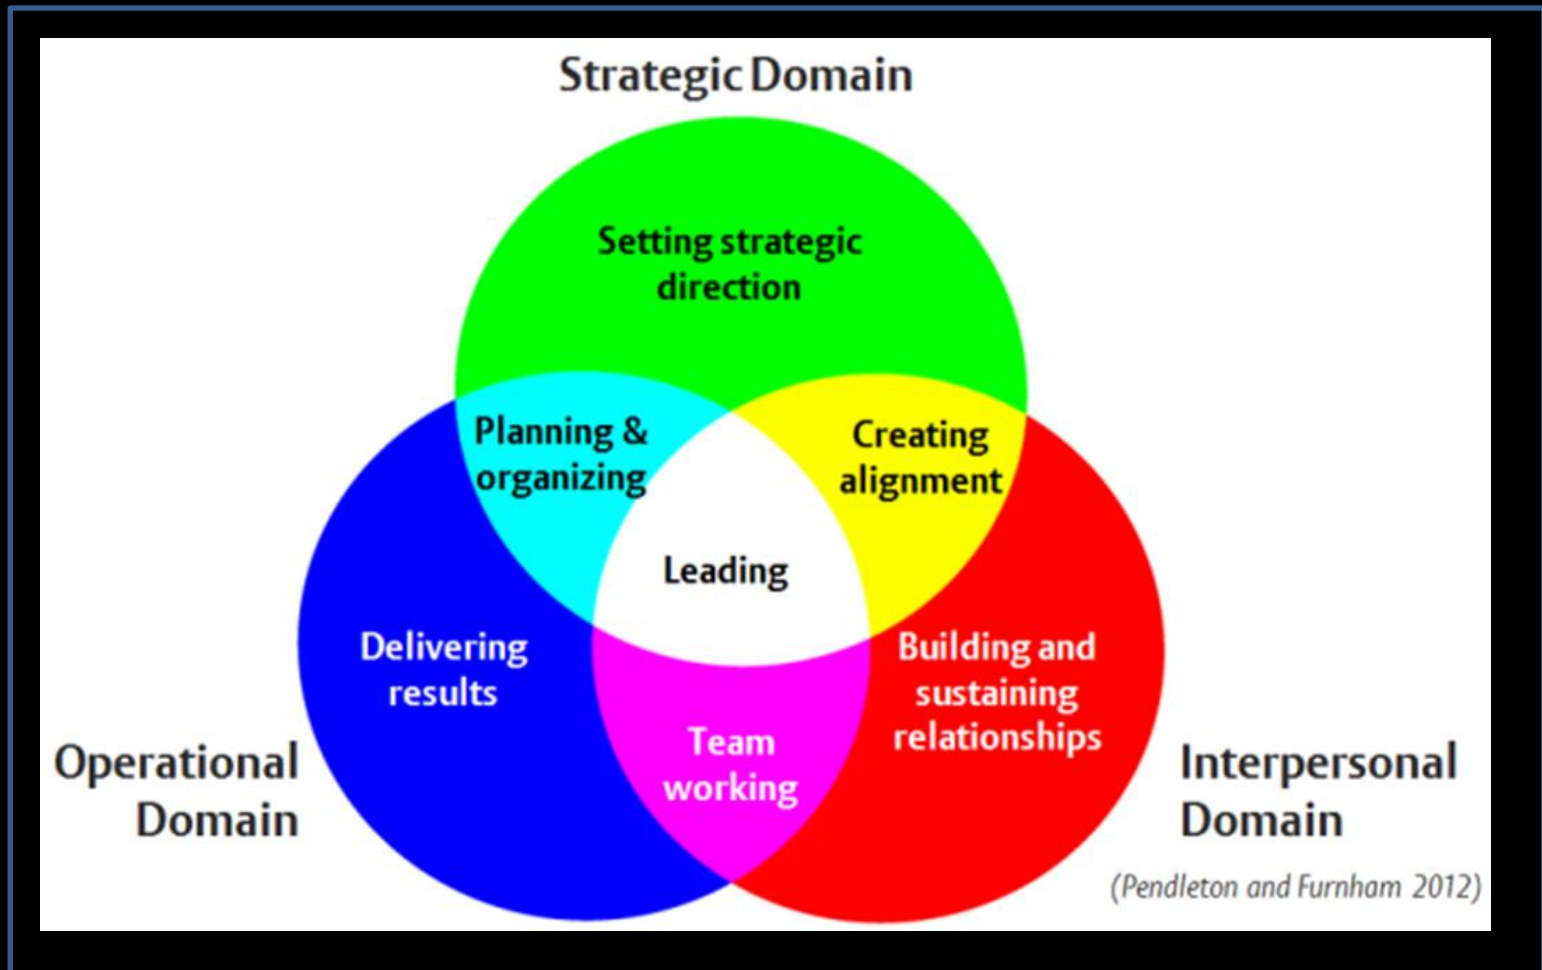 Strategic Domain
Setting strategic
direction
Planning &
organizing
Creating
alignment
Leading
Delivering
results
Building and
sustaining
relationships
Team
working
Operational
Domain
Interpersonal
Domain
(Pendleton and Furnham 2012)